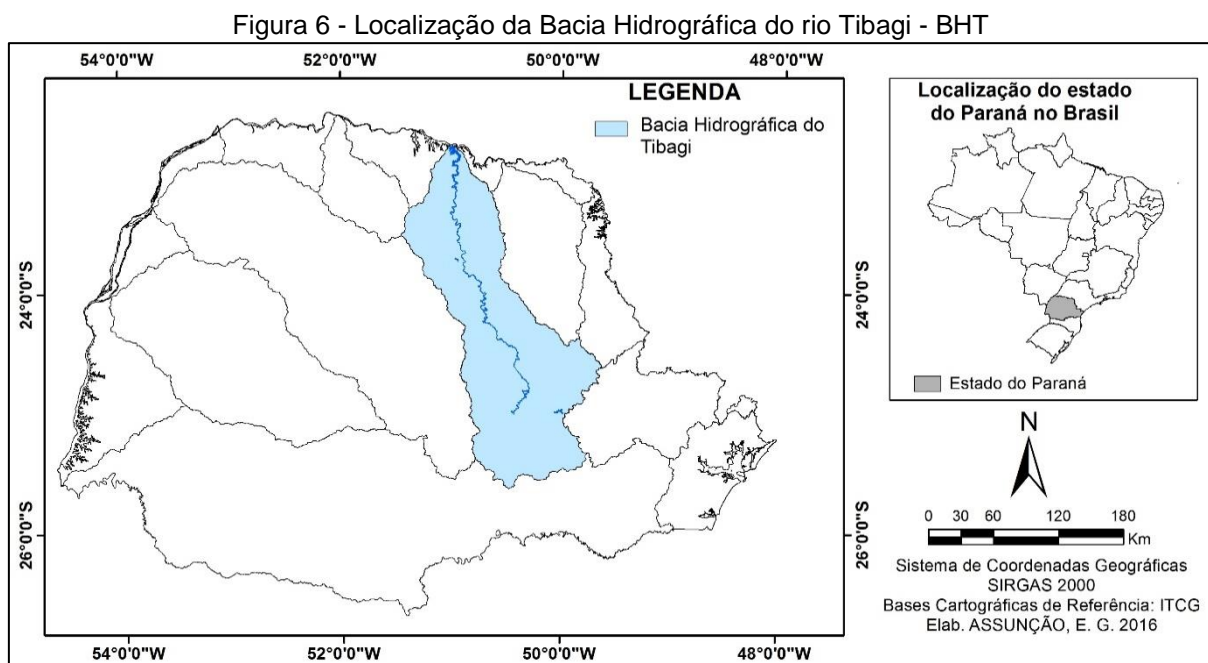 Figura 6 - Localização da Bacia Hidrográfica do rio Tibagi - BHT
54°0'0"W 52°0'0"W 50°0'0"W 48°0'0"W
LEGENDA
Bacia Hidrográfica do
Tibagi
24°0'0"S
26°0'0"S
24°0'0"S
26°0'0"S
54°0'0"W 52°0'0"W 50°0'0"W 48°0'0"W
Localização do estado
do Paraná no Brasil
Estado do Paraná
N
0 30 60 120 180
Km
Sistema de Coordenadas Geográficas
SIRGAS 2000
Bases Cartográficas de Referência: ITCG
Elab. ASSUNÇÃO, E. G. 2016